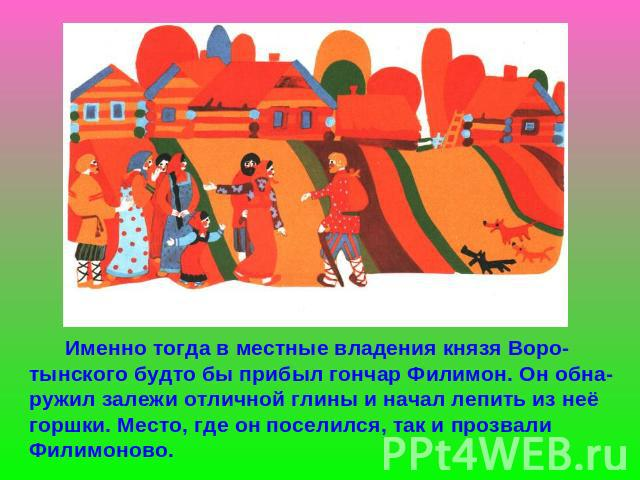 Именно тогда в местные владения князя Воро-
тынского будто бы прибыл гончар Филимон. Он обна-
ружил залежи отличной глины и начал лепить из неё
горшки. Место, где он поселился, так и прозвали
Филимоново.
PPt4WEB.ru